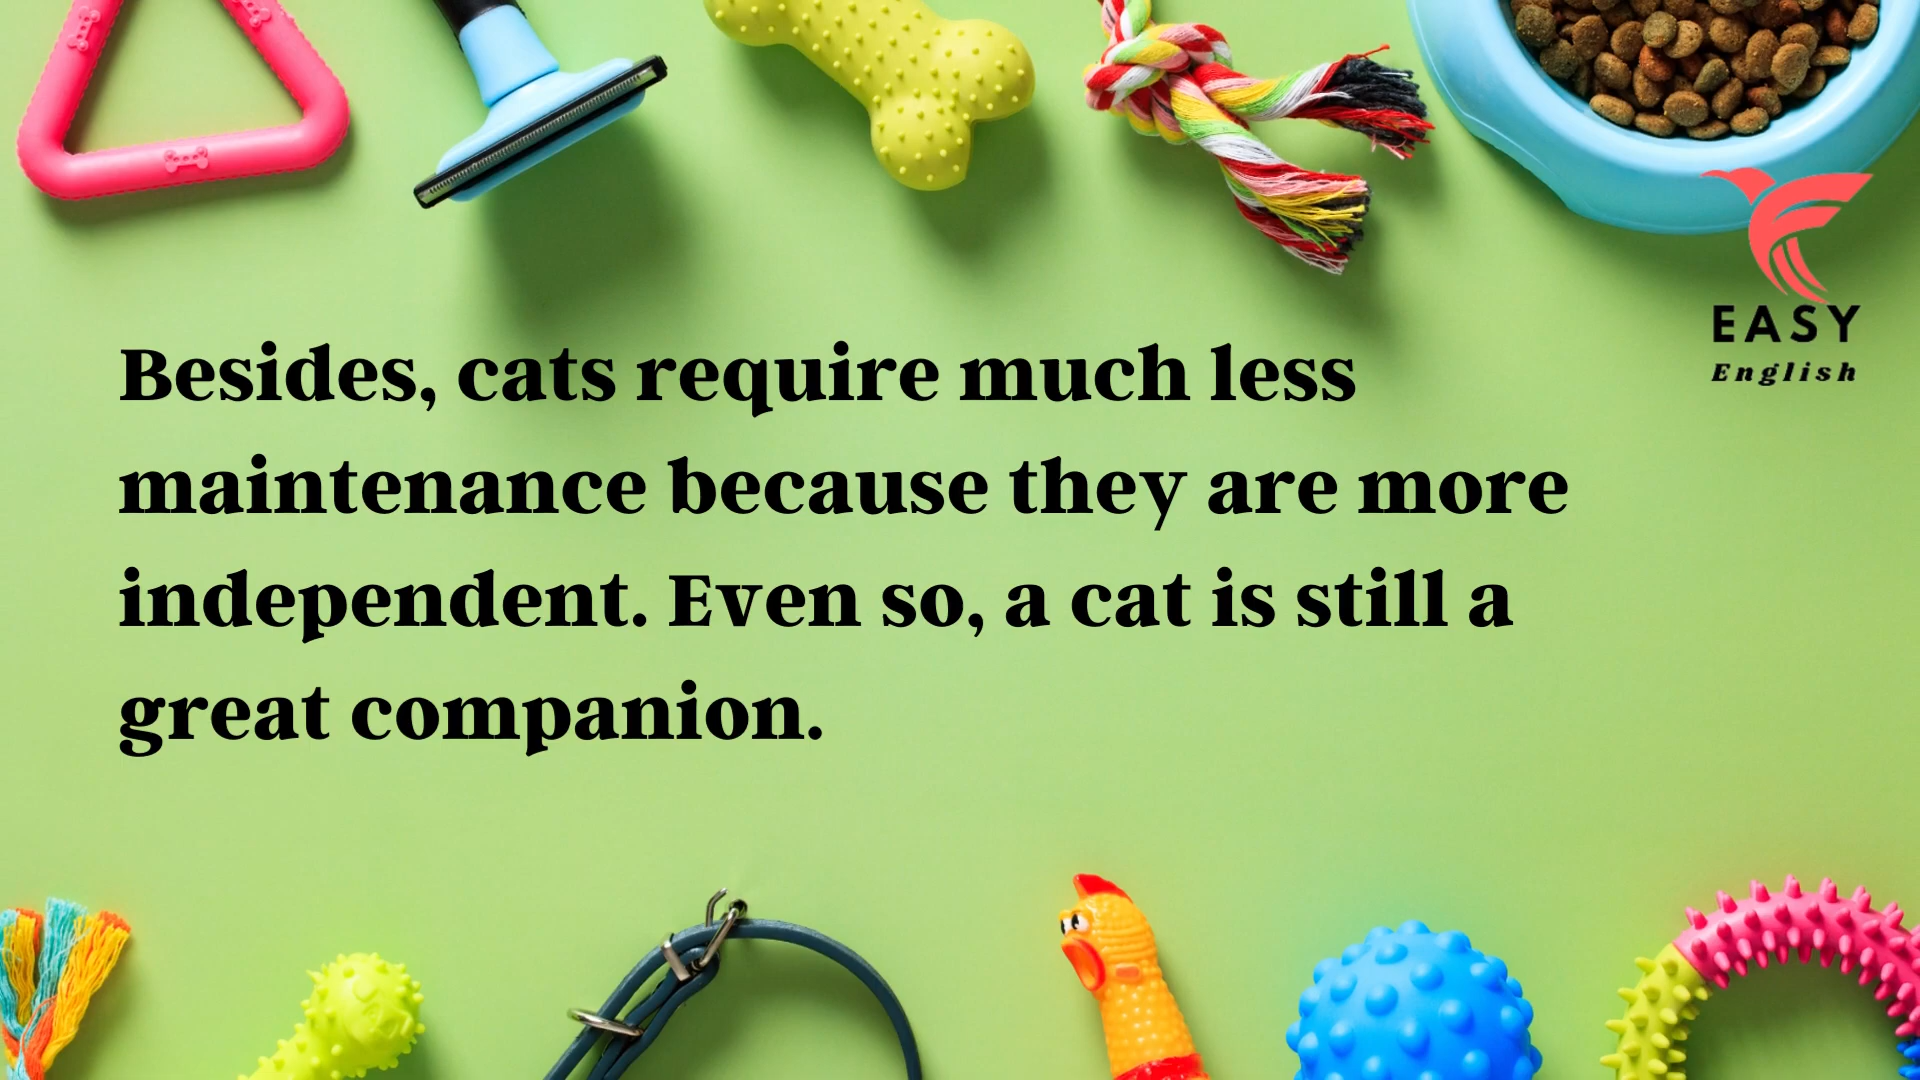 EASY
English
Besides, cats require much less
maintenance because they are more
independent. Even so, a cat is still a
great companion.